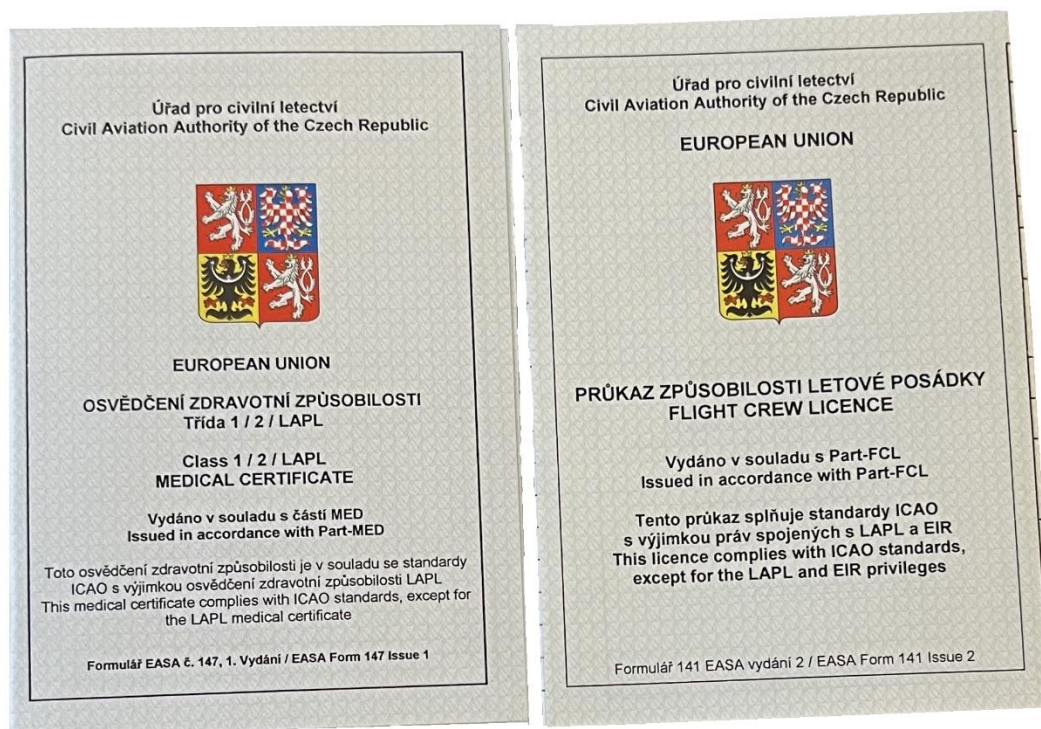 Úřad pro civilní letectví
Civil Aviation Authority of the Czech Republic
EUROPEAN UNION
OSVĚDČENÍ ZDRAVOTNÍ ZPŮSOBILOSTI
Třída 1 / 2 / LAPL
Class 1 / 2 / LAPL
MEDICAL CERTIFICATE
Vydáno v souladu s částí MED
Issued in accordance with Part-MED
Toto osvědčení zdravotní způsobilosti je v souladu se standardy
ICAO s výjimkou osvědčení zdravotní způsobilosti LAPL
This medical certificate complies with ICAO standards, except for
the LAPL medical certificate
Formulář EASA č. 147, 1. Vydání / EASA Form 147 Issue 1
Úřad pro civilní letectví
Civil Aviation Authority of the Czech Republic
EUROPEAN UNION
PRŮKAZ ZPŮSOBILOSTI LETOVÉ POSÁDKY
FLIGHT CREW LICENCE
Vydáno v souladu s Part-FCL
Issued in accordance with Part-FCL
Tento průkaz splňuje standardy ICAO
s výjimkou práv spojených s LAPL a EIR
This licence complies with ICAO standards,
except for the LAPL and EIR privileges
Formulář 141 EASA vydání 2 / EASA Form 141 Issue 2